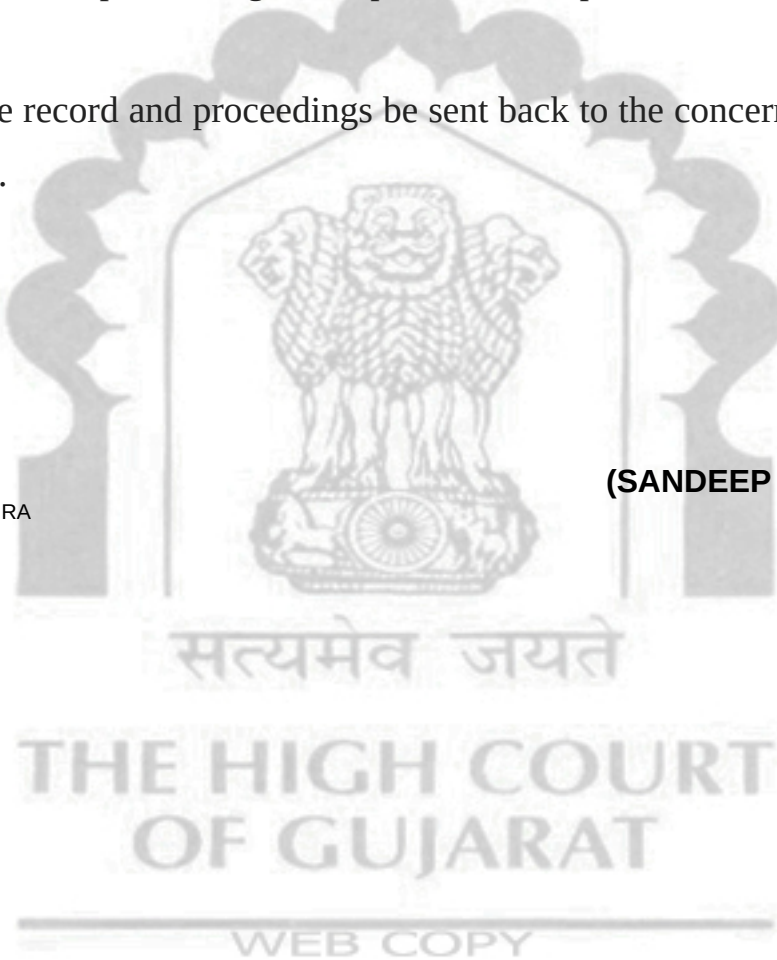 e record and proceedings be sent back to the concern
.
(SANDEEP
RA
सत्यमेव जयते
THE HIGH COURT
OF GUJARAT
WEB COPY